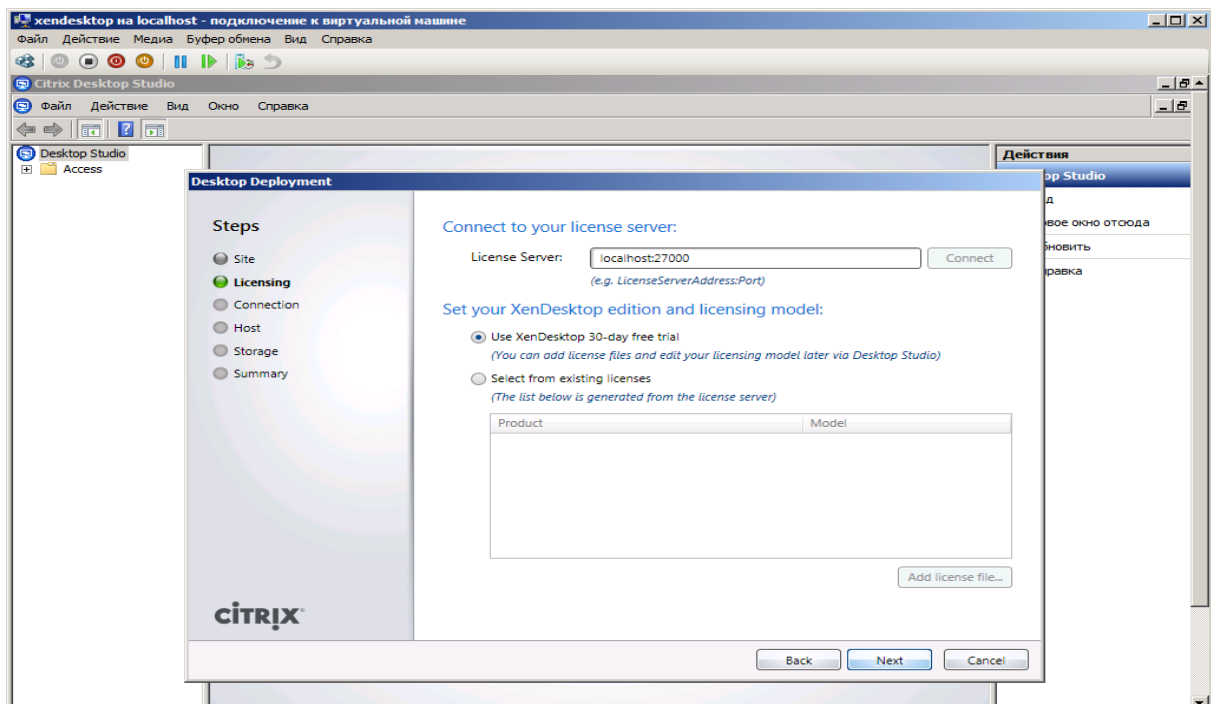 xendesktop на localhost - подключение к виртуальной машине
Файл Действие Медиа Буфер обмена Вид Справка
Citrix Desktop Studio
Файл Действие Вид Окно Справка
Desktop Studio
Access
Действия
op Studio
д
вое окно отсюда
новить
равка
Desktop Deployment
Steps
Site
Licensing
Connection
Host
Storage
Summary
CİTRIX
Connect to your license server:
License Server: localhost:27000 Connect
(e.g. LicenseServerAddress:Port)
Set your XenDesktop edition and licensing model:
Use XenDesktop 30-day free trial
(You can add license files and edit your licensing model later via Desktop Studio)
Select from existing licenses
(The list below is generated from the license server)
Product Model
Add license file...
Back Next Cancel